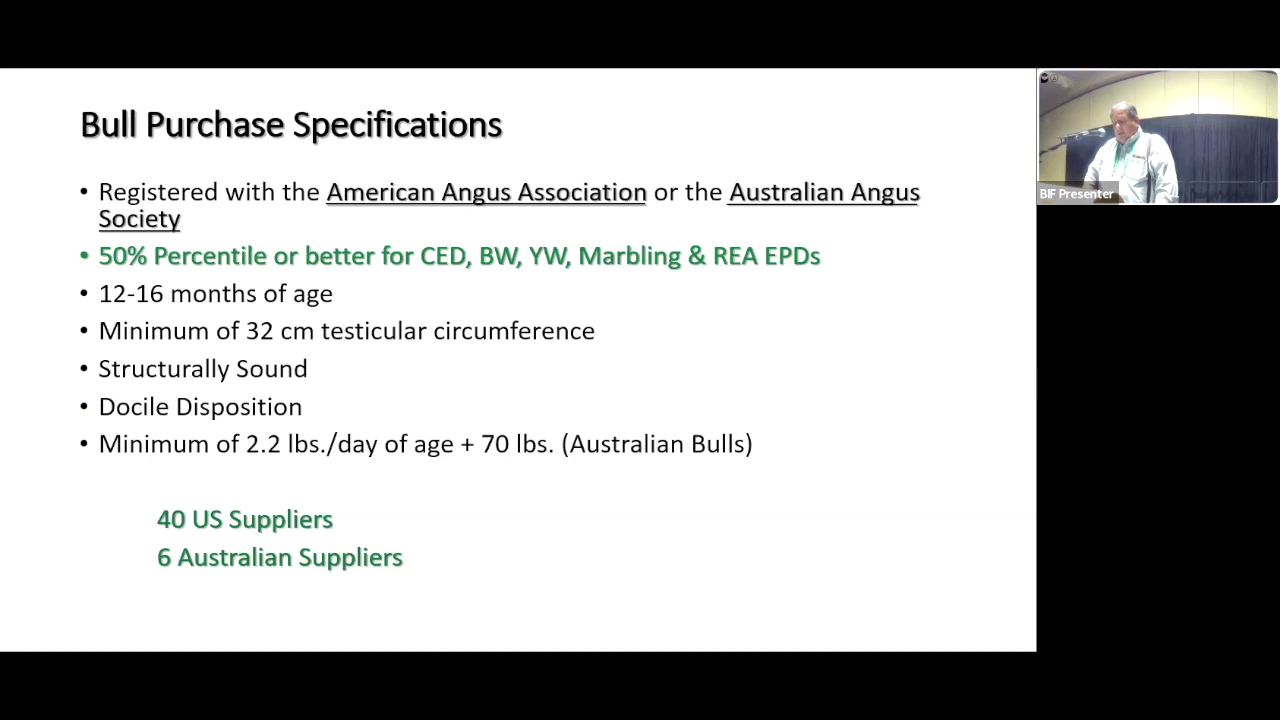 Bull Purchase Specifications
• Registered with the American Angus Association or the Australian Angus
Society
• 50% Percentile or better for CED, BW, YW, Marbling & REA EPDs
• 12-16 months of age
• Minimum of 32 cm testicular circumference
• Structurally Sound
• Docile Disposition
• Minimum of 2.2 lbs./day of age + 70 lbs. (Australian Bulls)
40 US Suppliers
6 Australian Suppliers
BIF Presenter